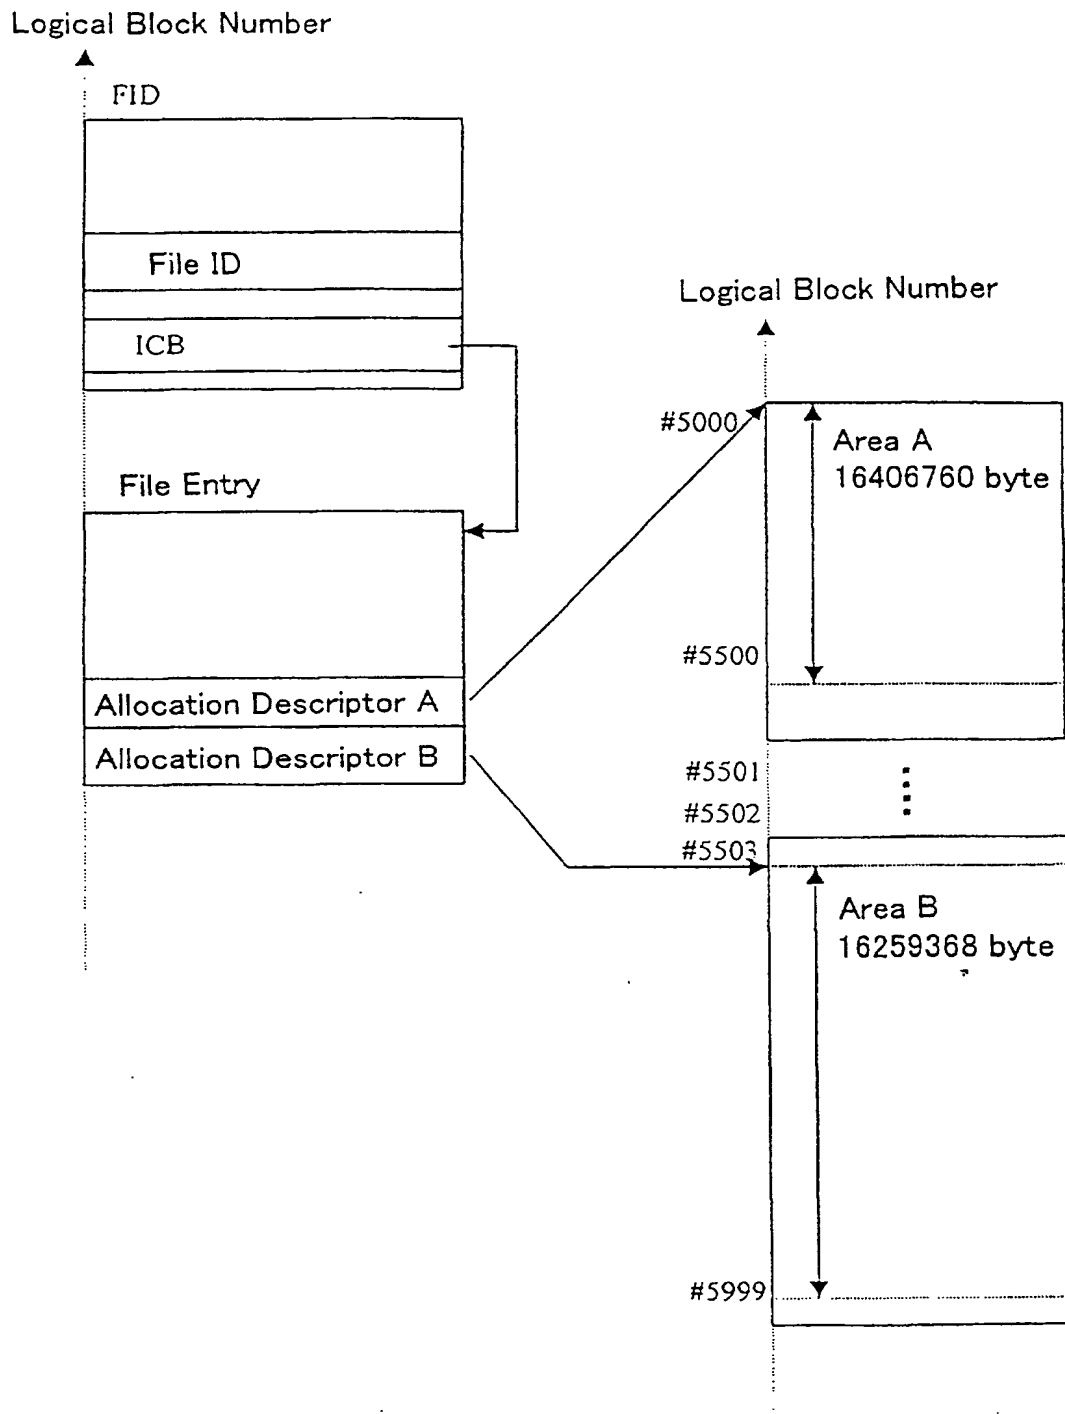 Logical Block Number
FID
File ID
ICB
File Entry
Allocation Descriptor A
Allocation Descriptor B
Logical Block Number
#5000
Area A
16406760 byte
#5500
#5501
#5502
#5503
Area B
16259368 byte
#5999